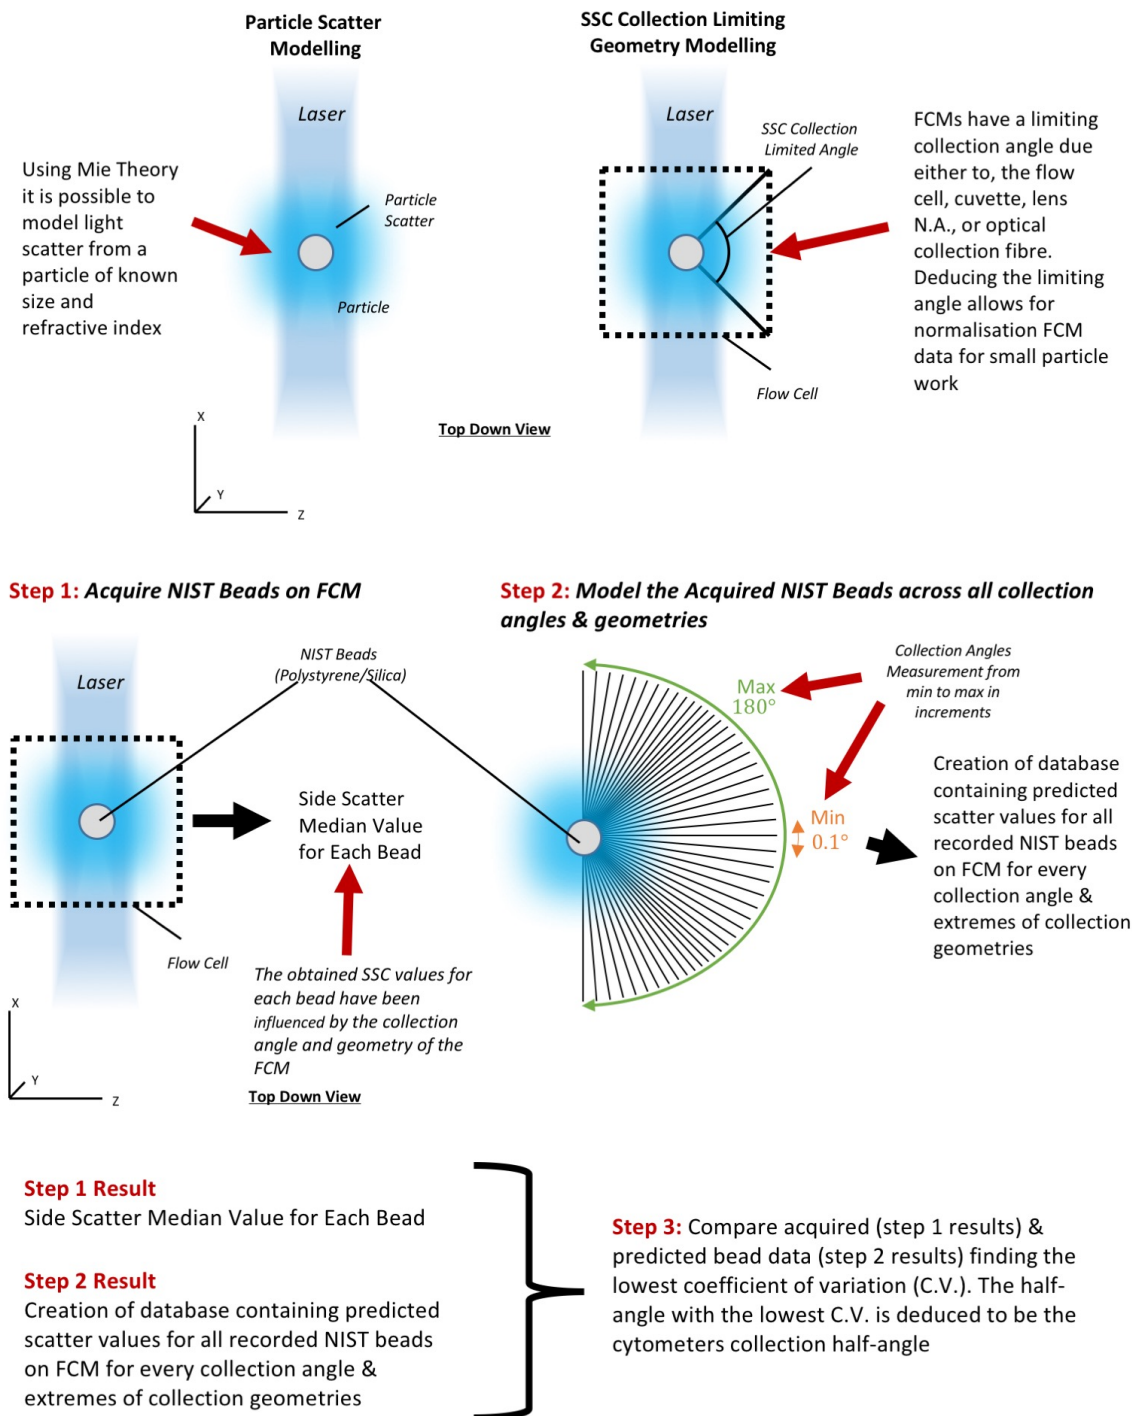 Particle Scatter
Modelling
SSC Collection Limiting
Geometry Modelling
Laser
Using Mie Theory
it is possible to
model light
scatter from a
particle of known
size and
refractive index
Particle
Scatter
Particle
Laser
SSC Collection
Limited Angle
Flow Cell
FCMs have a limiting
collection angle due
either to, the flow
cell, cuvette, lens
N.A., or optical
collection fibre.
Deducing the limiting
angle allows for
normalisation FCM
data for small particle
work
X
Y
Z
Top Down View
Step 1: Acquire NIST Beads on FCM
Laser
NIST Beads
(Polystyrene/Silica)
Side Scatter
Median Value
for Each Bead
Flow Cell
The obtained SSC values for
each bead have been
influenced by the collection
angle and geometry of the
FCM
X
Y
Z
Top Down View
Step 2: Model the Acquired NIST Beads across all collection
angles & geometries
Collection Angles
Measurement from
min to max in
increments
Max
180°
Min
0.1°
Creation of database
containing predicted
scatter values for all
recorded NIST beads
on FCM for every
collection angle &
extremes of collection
geometries
Step 1 Result
Side Scatter Median Value for Each Bead
Step 2 Result
Creation of database containing predicted
scatter values for all recorded NIST beads
on FCM for every collection angle &
extremes of collection geometries
Step 3: Compare acquired (step 1 results) &
predicted bead data (step 2 results) finding the
lowest coefficient of variation (C.V.). The half-
angle with the lowest C.V. is deduced to be the
cytometers collection half-angle